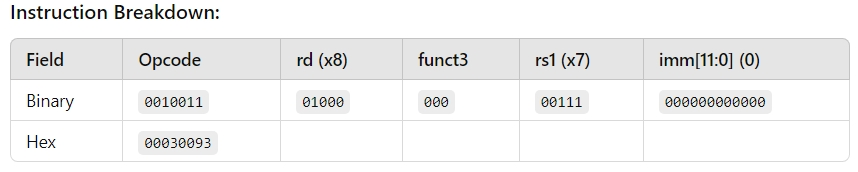 Instruction Breakdown:
Field Opcode rd (x8) funct3 rs1 (x7) imm[11:0] (0)
Binary 0010011 01000 000 00111 000000000000
Hex 00030093